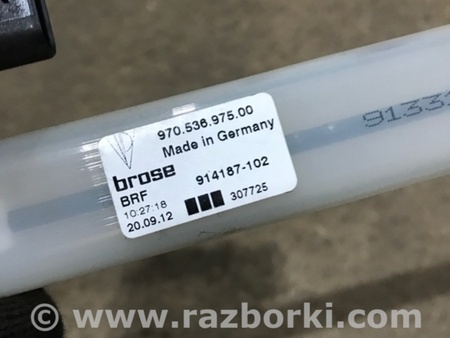 970.536.975.00
Made in Germany
brose
914187-102
BRF
10:27:18
307725
20.09.12
9133
© www.razborki.com